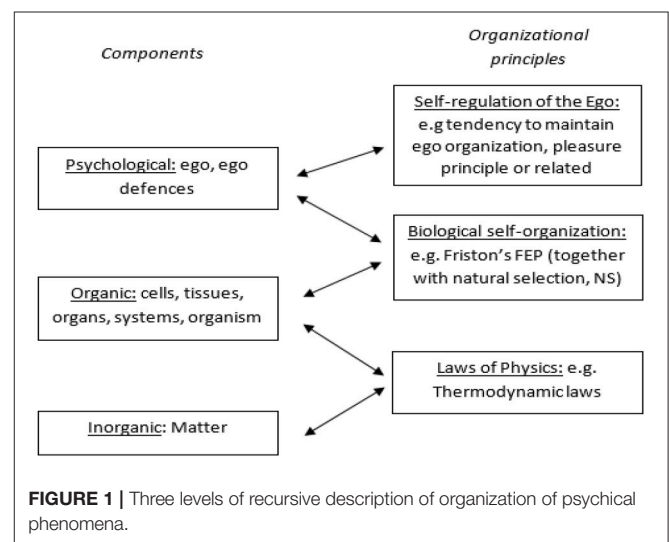 Components
Organizational
principles
Self-regulation of the Ego:
e.g tendency to maintain
ego organization, pleasure
principle or related
Psychological: ego, ego
defences
Biological self-organization:
e.g. Friston's FEP (together
with natural selection, NS)
Organic: cells, tissues,
organs, systems, organism
Laws of Physics: e.g.
Thermodynamic laws
Inorganic: Matter
FIGURE 1 | Three levels of recursive description of organization of psychical
phenomena.